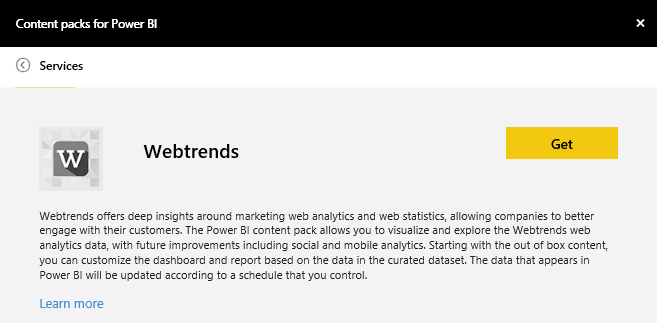 Content packs for Power BI
Services
W
Webtrends
Get
Webtrends offers deep insights around marketing web analytics and web statistics, allowing companies to better
engage with their customers. The Power BI content pack allows you to visualize and explore the Webtrends web
analytics data, with future improvements including social and mobile analytics. Starting with the out of box content,
you can customize the dashboard and report based on the data in the curated dataset. The data that appears in
Power BI will be updated according to a schedule that you control.
Learn more